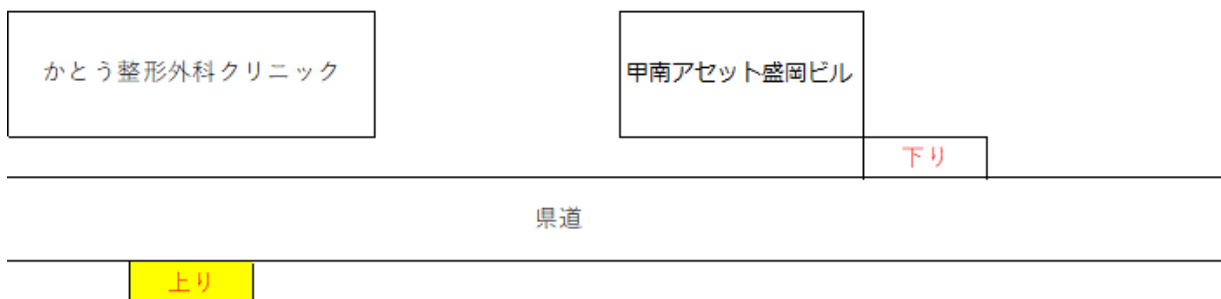 かとう整形外科クリニック
甲南アセット盛岡ビル
下り
県道
上り